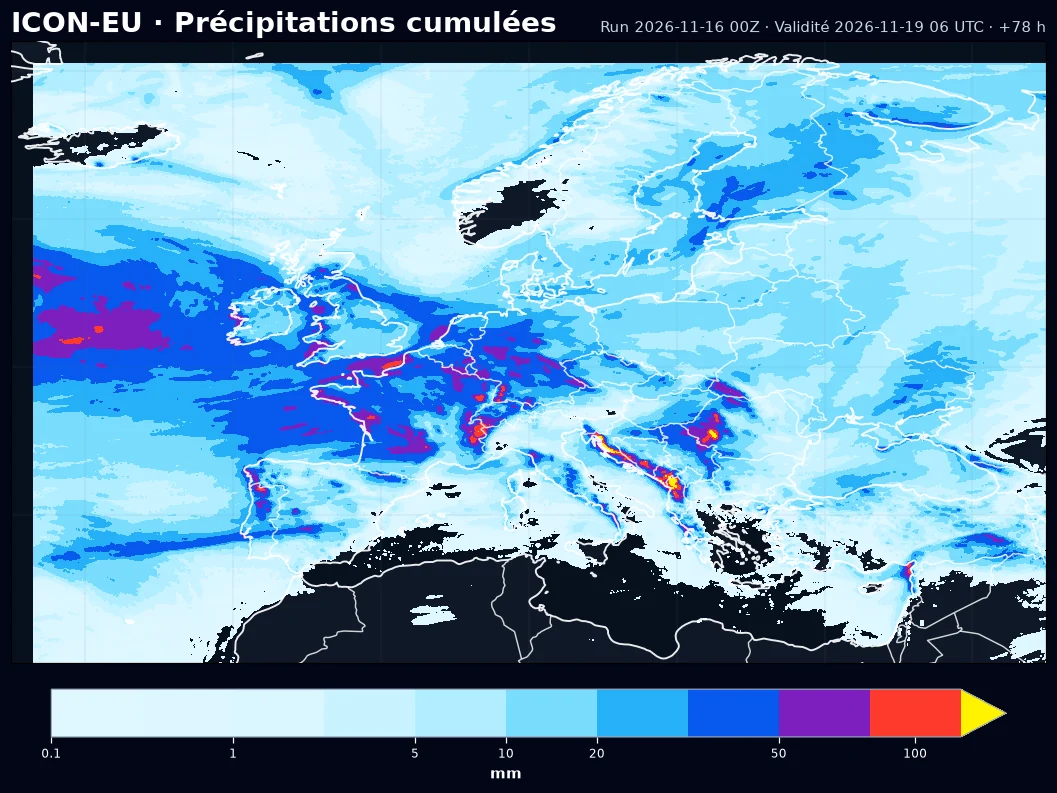 ICON-EU · Précipitations cumulées
Run 2026-11-16 00Z · Validité 2026-11-19 06 UTC · +78 h
0.1 1 5 10 20 50 100
mm